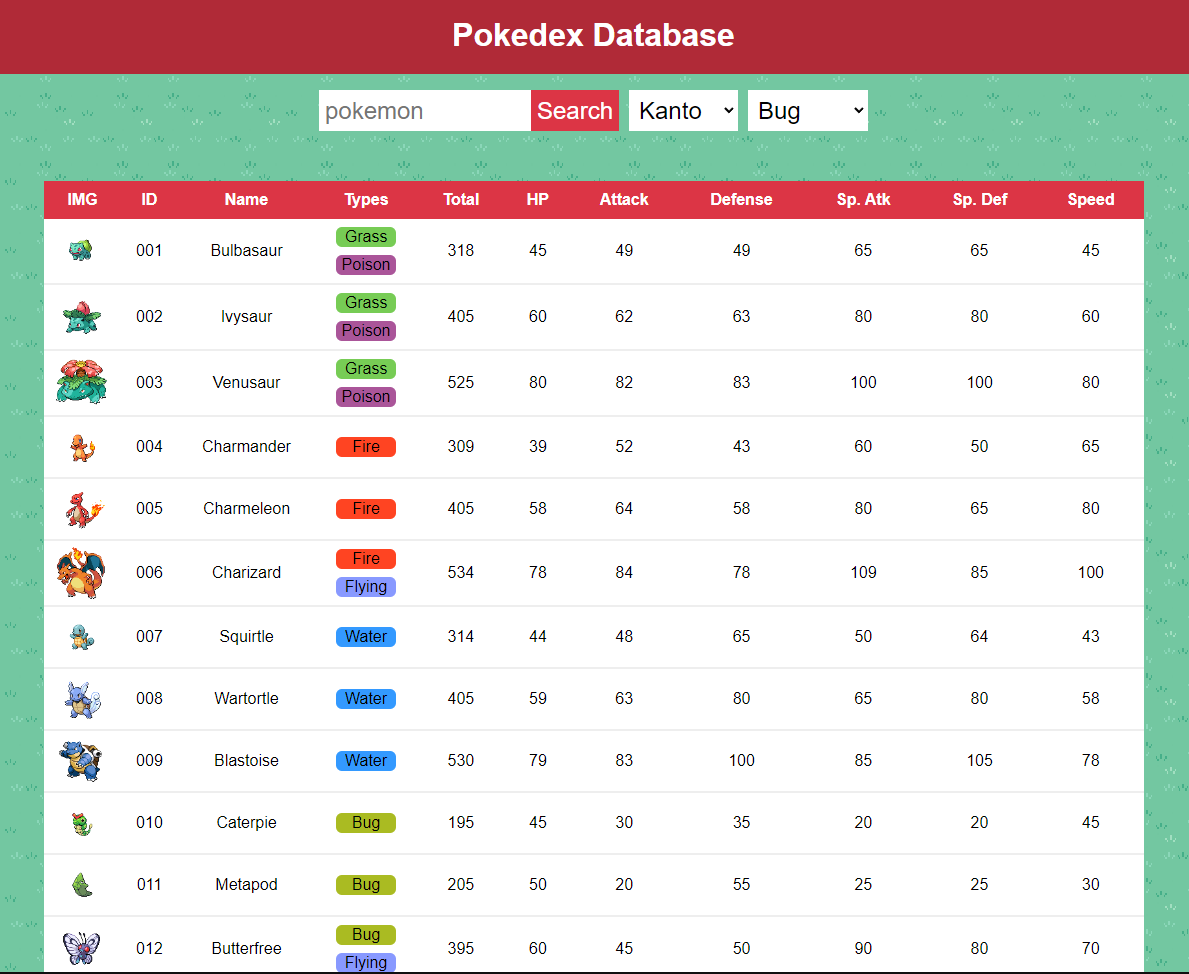 Pokedex Database
pokemon Search Kanto Bug
IMG ID Name Types Total HP Attack Defense Sp. Atk Sp. Def Speed
001 Bulbasaur Grass Poison 318 45 49 49 65 65 45
002 Ivysaur Grass Poison 405 60 62 63 80 80 60
003 Venusaur Grass Poison 525 80 82 83 100 100 80
004 Charmander Fire 309 39 52 43 60 50 65
005 Charmeleon Fire 405 58 64 58 80 65 80
006 Charizard Fire Flying 534 78 84 78 109 85 100
007 Squirtle Water 314 44 48 65 50 64 43
008 Wartortle Water 405 59 63 80 65 80 58
009 Blastoise Water 530 79 83 100 85 105 78
010 Caterpie Bug 195 45 30 35 20 20 45
011 Metapod Bug 205 50 20 55 25 25 30
012 Butterfree Bug Flying 395 60 45 50 90 80 70